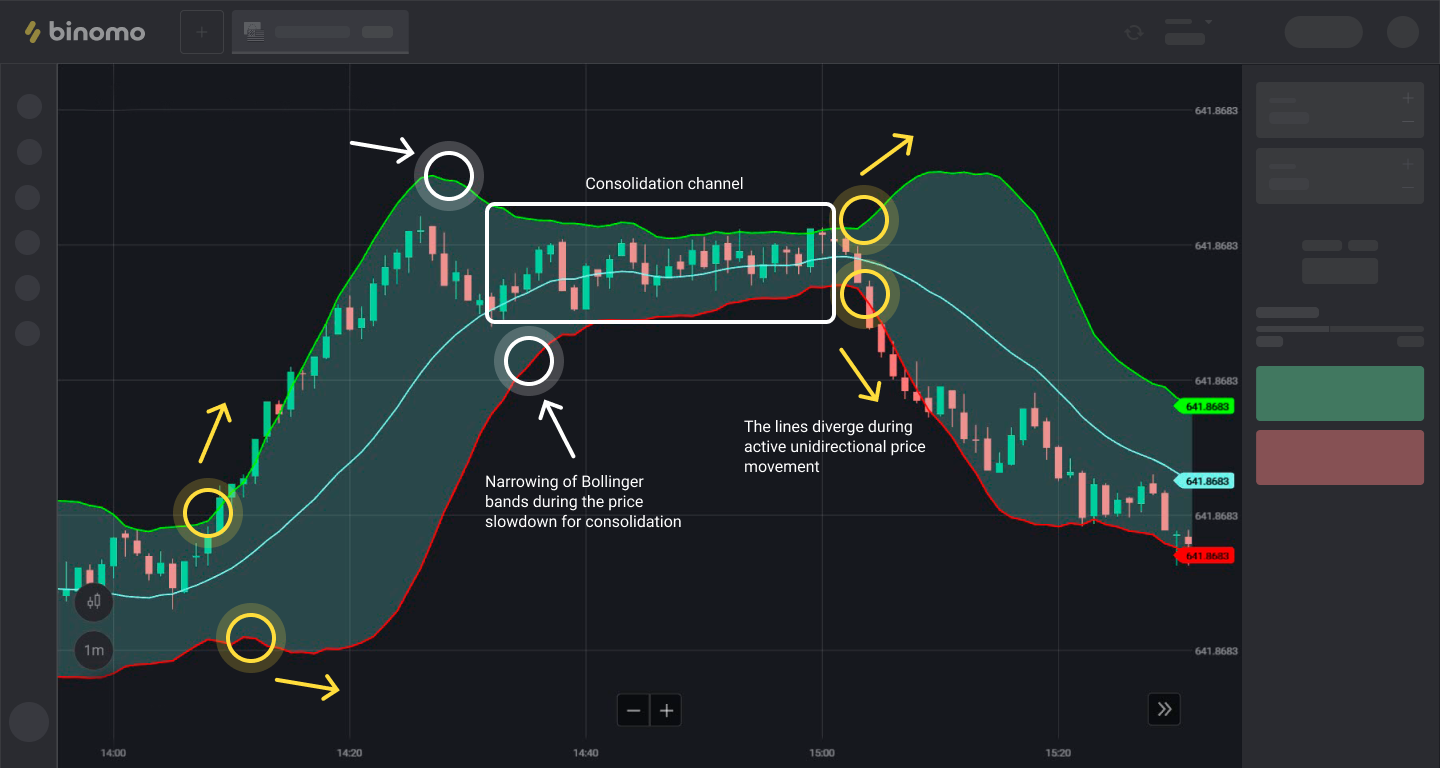 binomo
+
641.8683
Consolidation channel
641.8683
641.8683
641.8683
The lines diverge during
active unidirectional price
movement
641.8683
Narrowing of Bollinger
bands during the price
slowdown for consolidation
641.8683
641.8683
1m
641.8683
14:00
14:20
14:40
15:00
15:20